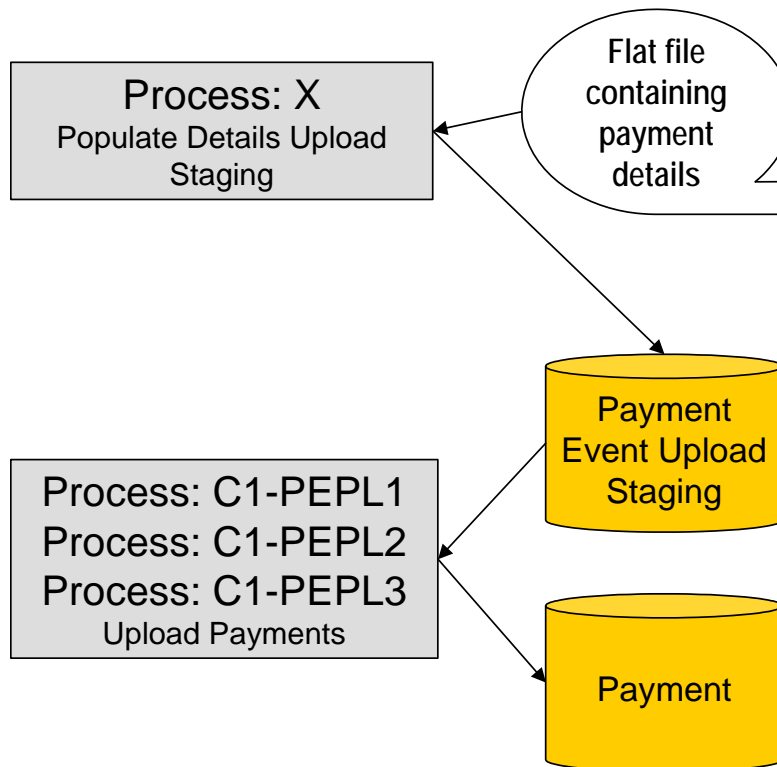 Process: X
Populate Details Upload
Staging
Flat file
containing
payment
details
Payment
Event Upload
Staging
Process: C1-PEPL1
Process: C1-PEPL2
Process: C1-PEPL3
Upload Payments
Payment